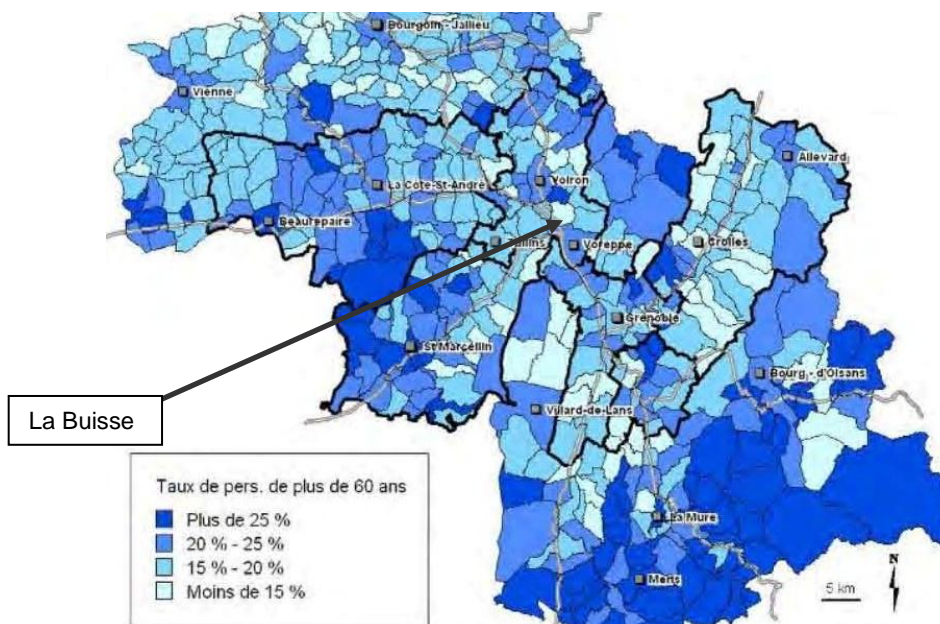 Bourgoin-Jallieu
Vienne
Allevard
La Côte-St-André
Voiron
Beaurepaire
Voreppe
Crolles
Grenoble
St Marcellin
Bourg-d'Oisans
La Buisse
Villard-de-Lans
Taux de pers. de plus de 60 ans
Plus de 25 %
20 % - 25 %
15 % - 20 %
Moins de 15 %
La Mure
Mens
N
5 km